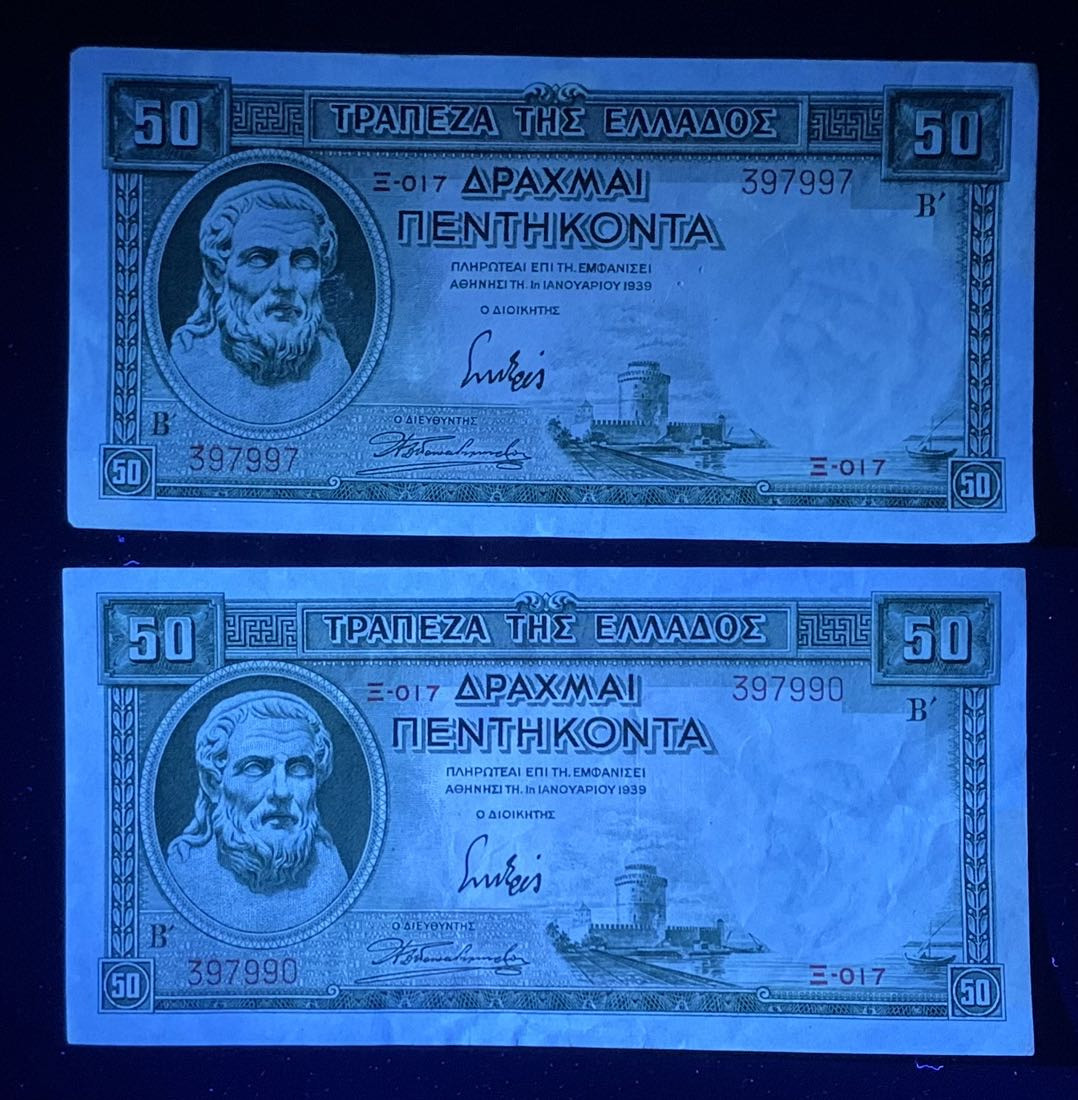 50 ΤΡΑΠΕΖΑ ΤΗΣ ΕΛΛΑΔΟΣ 50
Ξ-017 ΔΡΑΧΜΑΙ 397997
ΠΕΝΤΗΚΟΝΤΑ Β΄
ΠΛΗΡΩΤΕΑΙ ΕΠΙ ΤΗ. ΕΜΦΑΝΙΣΕΙ
ΑΘΗΝΗΣΙ ΤΗ. 1η ΙΑΝΟΥΑΡΙΟΥ 1939
Ο ΔΙΟΙΚΗΤΗΣ
Β΄ Ο ΔΙΕΥΘΥΝΤΗΣ
397997 Ξ-017
50 50
50 ΤΡΑΠΕΖΑ ΤΗΣ ΕΛΛΑΔΟΣ 50
Ξ-017 ΔΡΑΧΜΑΙ 397990
ΠΕΝΤΗΚΟΝΤΑ Β΄
ΠΛΗΡΩΤΕΑΙ ΕΠΙ ΤΗ. ΕΜΦΑΝΙΣΕΙ
ΑΘΗΝΗΣΙ ΤΗ. 1η ΙΑΝΟΥΑΡΙΟΥ 1939
Ο ΔΙΟΙΚΗΤΗΣ
Β΄ Ο ΔΙΕΥΘΥΝΤΗΣ
397990 Ξ-017
50 50